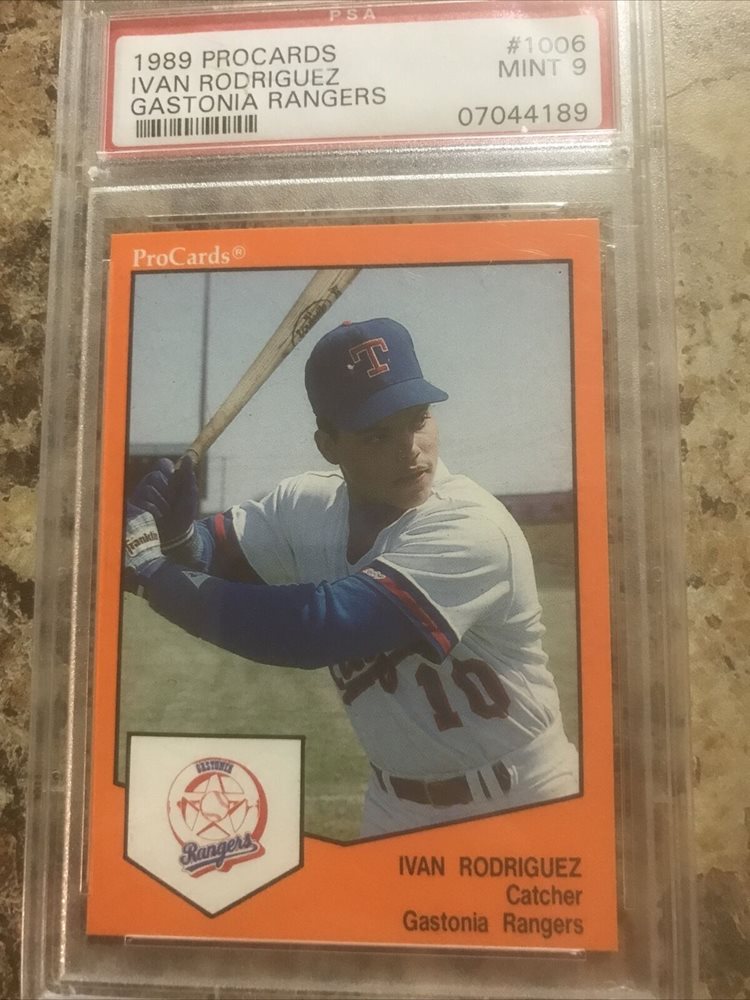 PSA
1989 PROCARDS #1006
IVAN RODRIGUEZ MINT 9
GASTONIA RANGERS
07044189
ProCards®
T
Franklin
10
GASTONIA
Rangers
IVAN RODRIGUEZ
Catcher
Gastonia Rangers